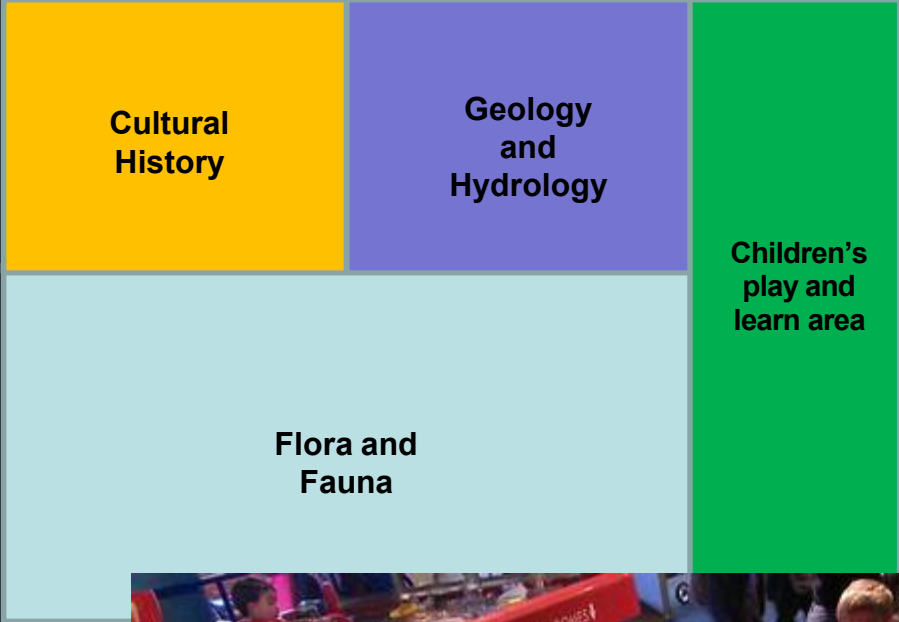 Cultural
History
Geology
and
Hydrology
Children's
play and
learn area
Flora and
Fauna